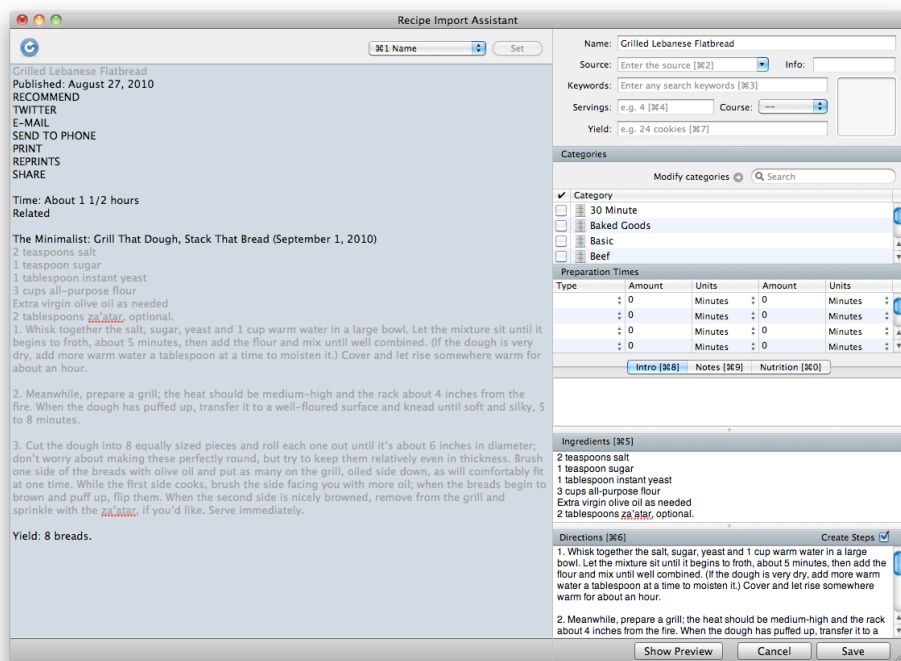 Recipe Import Assistant
⌘1 Name
Set
Grilled Lebanese Flatbread
Published: August 27, 2010
RECOMMEND
TWITTER
E-MAIL
SEND TO PHONE
PRINT
REPRINTS
SHARE
Time: About 1 1/2 hours
Related
The Minimalist: Grill That Dough, Stack That Bread (September 1, 2010)
2 teaspoons salt
1 teaspoon sugar
1 tablespoon instant yeast
3 cups all-purpose flour
Extra virgin olive oil as needed
2 tablespoons za'atar, optional.
1. Whisk together the salt, sugar, yeast and 1 cup warm water in a large bowl. Let the mixture sit until it
begins to froth, about 5 minutes, then add the flour and mix until well combined. (If the dough is very
dry, add more warm water a tablespoon at a time to moisten it.) Cover and let rise somewhere warm for
about an hour.
2. Meanwhile, prepare a grill; the heat should be medium-high and the rack about 4 inches from the
fire. When the dough has puffed up, transfer it to a well-floured surface and knead until soft and silky, 5
to 8 minutes.
3. Cut the dough into 8 equally sized pieces and roll each one out until it's about 6 inches in diameter;
don't worry about making these perfectly round, but try to keep them relatively even in thickness. Brush
one side of the breads with olive oil and put as many on the grill, oiled side down, as will comfortably fit
at one time. While the first side cooks, brush the side facing you with more oil; when the breads begin to
brown and puff up, flip them. When the second side is nicely browned, remove from the grill and
sprinkle with the za'atar, if you'd like. Serve immediately.
Yield: 8 breads.
Name: Grilled Lebanese Flatbread
Source: Enter the source [⌘2] Info:
Keywords: Enter any search keywords [⌘3]
Servings: e.g. 4 [⌘4] Course: --
Yield: e.g. 24 cookies [⌘7]
Categories
Modify categories Search
✔ Category
30 Minute
Baked Goods
Basic
Beef
Preparation Times
Type Amount Units Amount Units
0 Minutes 0 Minutes
0 Minutes 0 Minutes
0 Minutes 0 Minutes
0 Minutes 0 Minutes
Intro [⌘8] Notes [⌘9] Nutrition [⌘0]
Ingredients [⌘5]
2 teaspoons salt
1 teaspoon sugar
1 tablespoon instant yeast
3 cups all-purpose flour
Extra virgin olive oil as needed
2 tablespoons za'atar, optional.
Directions [⌘6] Create Steps
1. Whisk together the salt, sugar, yeast and 1 cup warm water in a large
bowl. Let the mixture sit until it begins to froth, about 5 minutes, then add the
flour and mix until well combined. (If the dough is very dry, add more warm
water a tablespoon at a time to moisten it.) Cover and let rise somewhere
warm for about an hour.
2. Meanwhile, prepare a grill; the heat should be medium-high and the rack
about 4 inches from the fire. When the dough has puffed up, transfer it to a
Show Preview Cancel Save